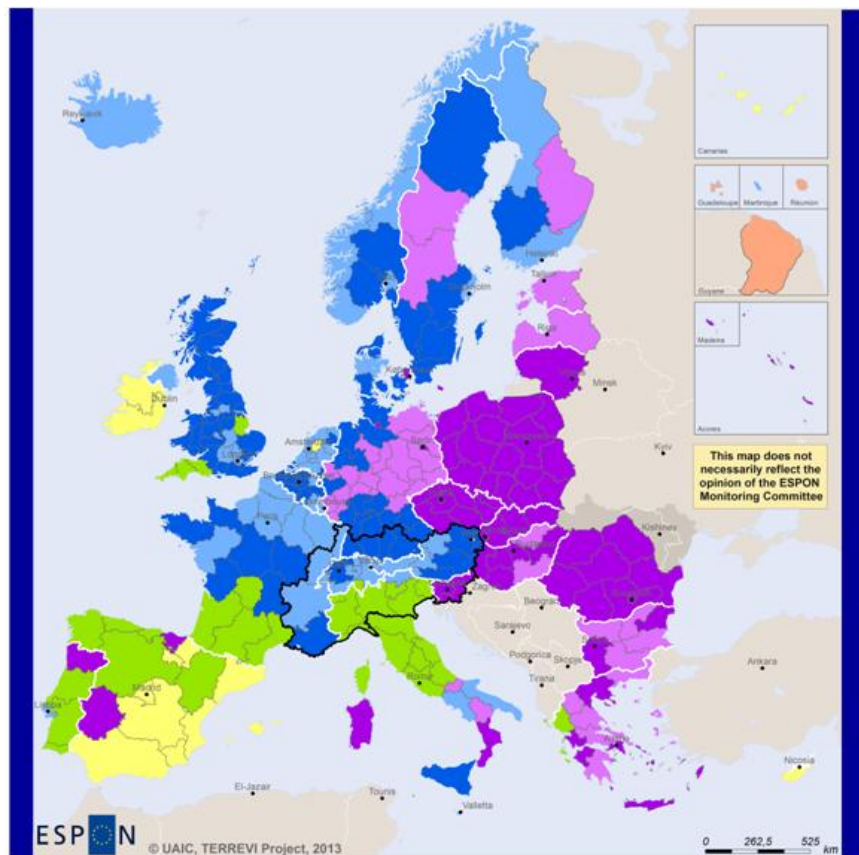 Canarias
Reykjavik
Guadeloupe
Martinique
Réunion
Helsinki
Guyane
Tallinn
Stockholm
Riga
Madeira
København
Minsk
Dublin
Acores
Berlin
Amsterdam
London
Kyiv
This map does not
necessarily reflect the
opinion of the ESPON
Monitoring Committee
Paris
Kishinev
Zagreb
Beograd
Sarajevo
Sofia
Podgorica
Skopje
Ankara
Tirana
Roma
Madrid
Lisboa
Nicosia
El-Jazair
Tounis
Valletta
ESPON
© UAIC, TERREVI Project, 2013
0 262,5 525
km